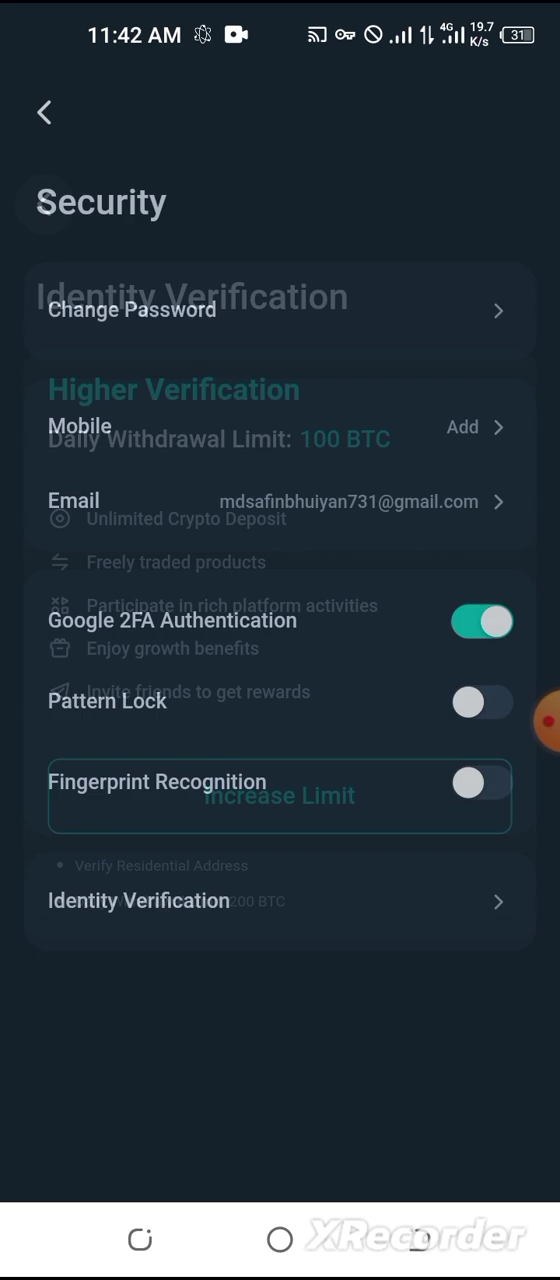 11:42 AM
4G 19.7 K/s 31
Security
Identity Verification
Change Password
Higher Verification
Mobile Add
Daily Withdrawal Limit: 100 BTC
Email mdsafinbhuiyan731@gmail.com
Unlimited Crypto Deposit
Freely traded products
Participate in rich platform activities
Google 2FA Authentication
Enjoy growth benefits
Invite friends to get rewards
Pattern Lock
Fingerprint Recognition
Increase Limit
Verify Residential Address
Identity Verification
200 BTC
XRecorder